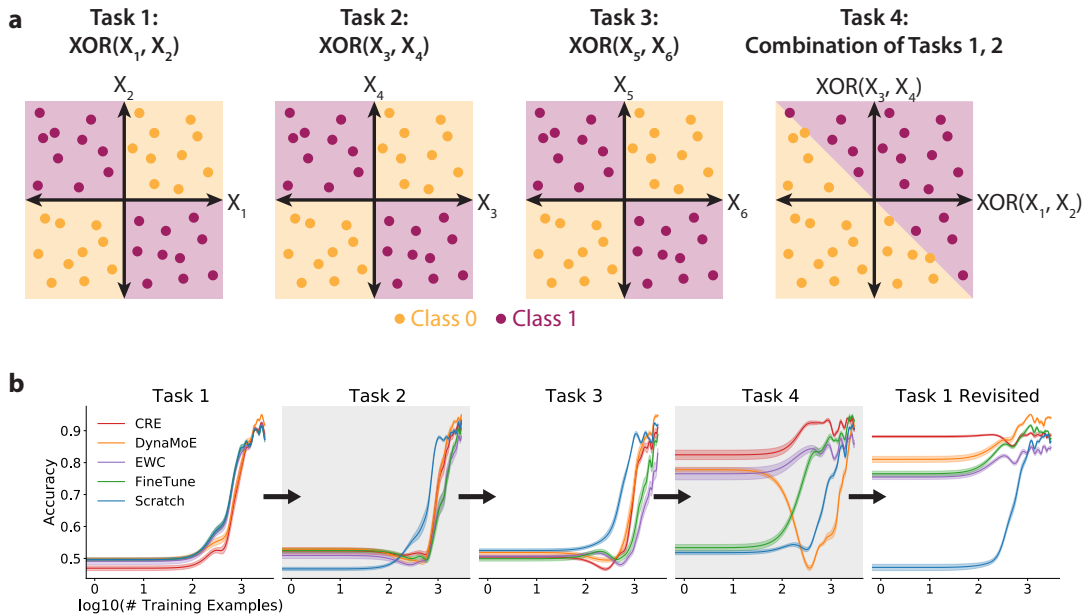 a
Task 1:
XOR(X₁, X₂)
Task 2:
XOR(X₃, X₄)
Task 3:
XOR(X₅, X₆)
Task 4:
Combination of Tasks 1, 2
X₂
X₁
X₄
X₃
X₅
X₆
XOR(X₃, X₄)
XOR(X₁, X₂)
Class 0
Class 1
b
Task 1
Task 2
Task 3
Task 4
Task 1 Revisited
Accuracy
0.9
0.8
0.7
0.6
0.5
CRE
DynaMoE
EWC
FineTune
Scratch
0 1 2 3
0 1 2 3
0 1 2 3
0 1 2 3
0 1 2 3
log10(# Training Examples)